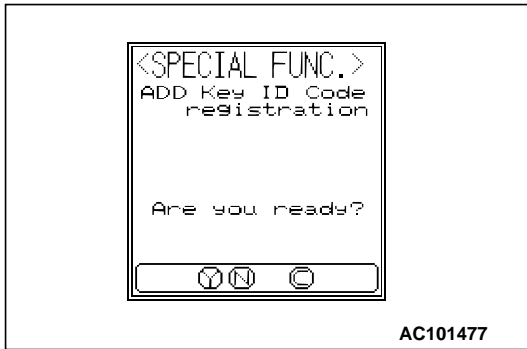 <SPECIAL FUNC.>
ADD Key ID Code
registration
Are you ready?
Y N C
AC101477